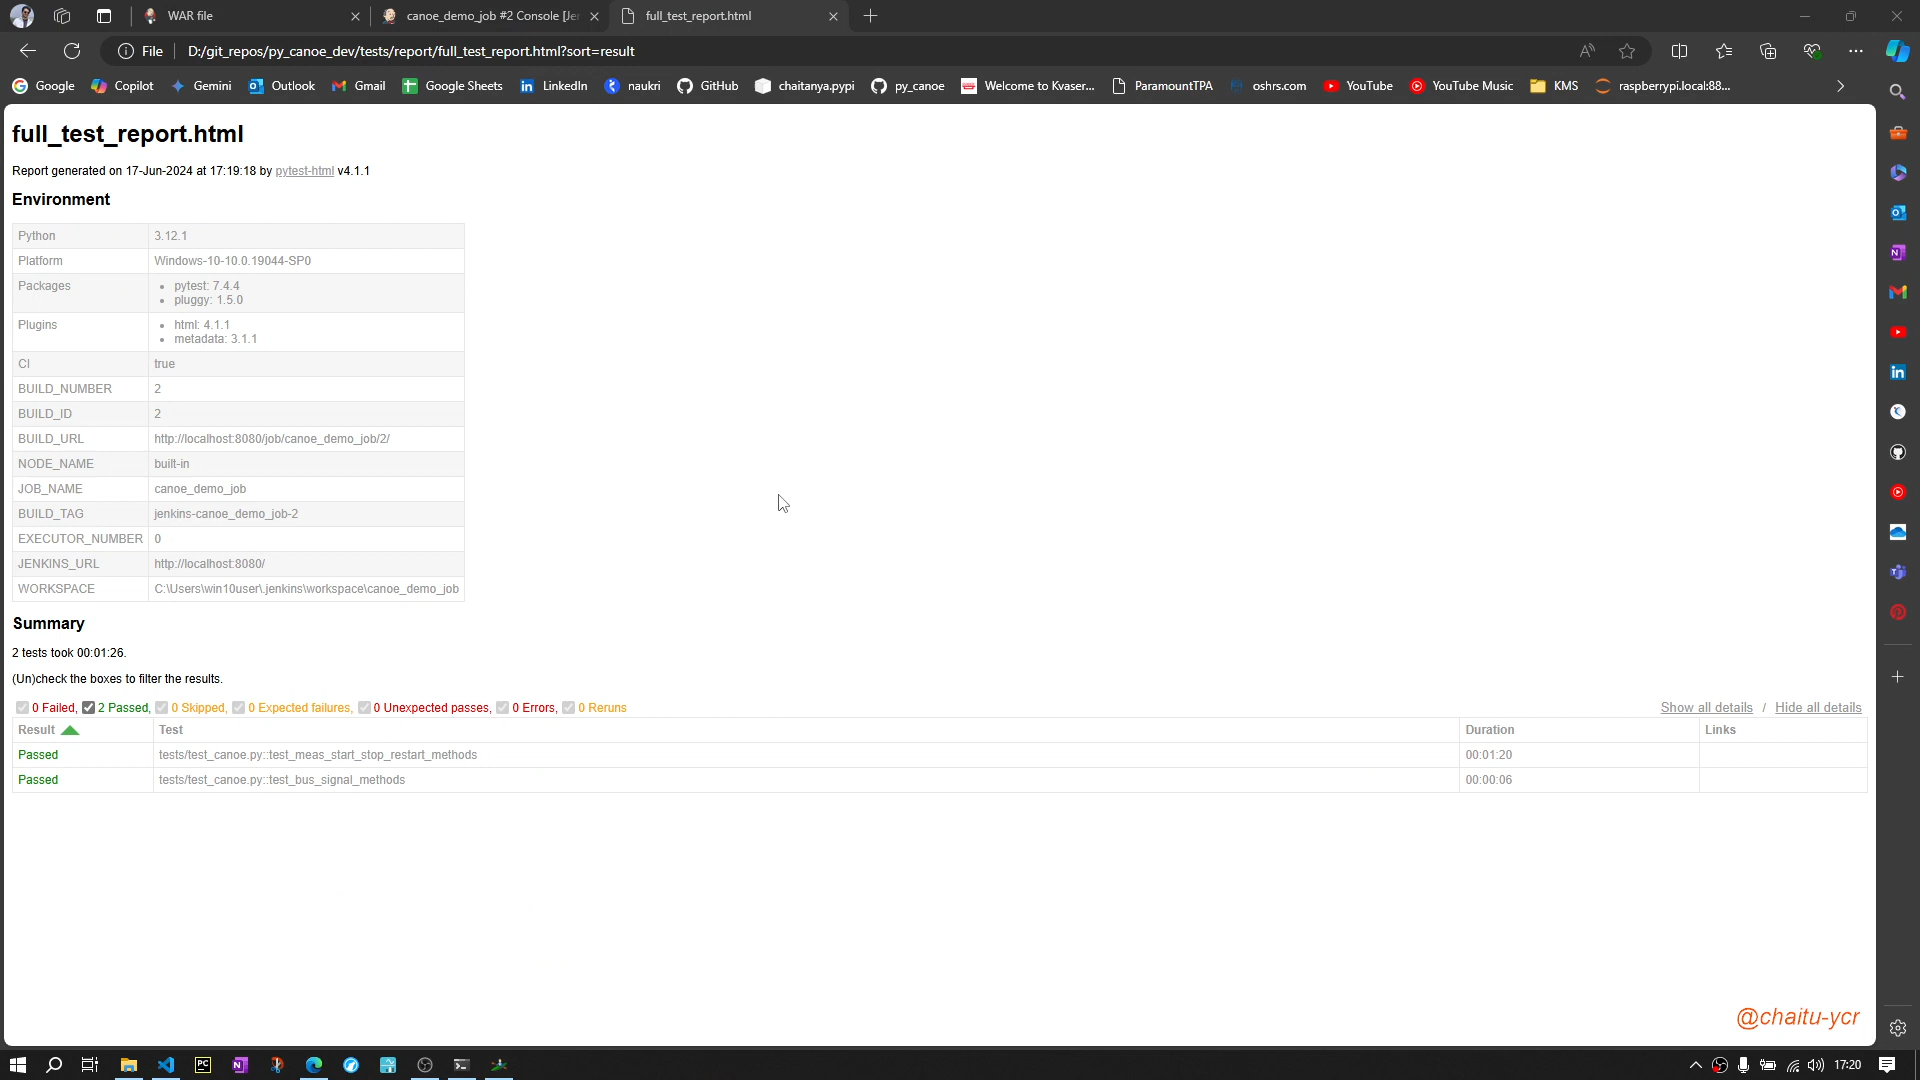 WAR file
canoe_demo_job #2 Console [Jen
full_test_report.html
File
D:/git_repos/py_canoe_dev/tests/report/full_test_report.html?sort=result
Google Copilot Gemini Outlook Gmail Google Sheets LinkedIn naukri GitHub chaitanya.pypi py_canoe Welcome to Kvaser... ParamountTPA oshrs.com YouTube YouTube Music KMS raspberrypi.local:88...
full_test_report.html
Report generated on 17-Jun-2024 at 17:19:18 by pytest-html v4.1.1
Environment
Python 3.12.1
Platform Windows-10-10.0.19044-SP0
Packages
• pytest: 7.4.4
• pluggy: 1.5.0
Plugins
• html: 4.1.1
• metadata: 3.1.1
CI true
BUILD_NUMBER 2
BUILD_ID 2
BUILD_URL http://localhost:8080/job/canoe_demo_job/2/
NODE_NAME built-in
JOB_NAME canoe_demo_job
BUILD_TAG jenkins-canoe_demo_job-2
EXECUTOR_NUMBER 0
JENKINS_URL http://localhost:8080/
WORKSPACE C:\Users\win10user\.jenkins\workspace\canoe_demo_job
Summary
2 tests took 00:01:26.
(Un)check the boxes to filter the results.
0 Failed, 2 Passed, 0 Skipped, 0 Expected failures, 0 Unexpected passes, 0 Errors, 0 Reruns
Show all details / Hide all details
Result Test Duration Links
Passed tests/test_canoe.py::test_meas_start_stop_restart_methods 00:01:20
Passed tests/test_canoe.py::test_bus_signal_methods 00:00:06
@chaitu-ycr
17:20